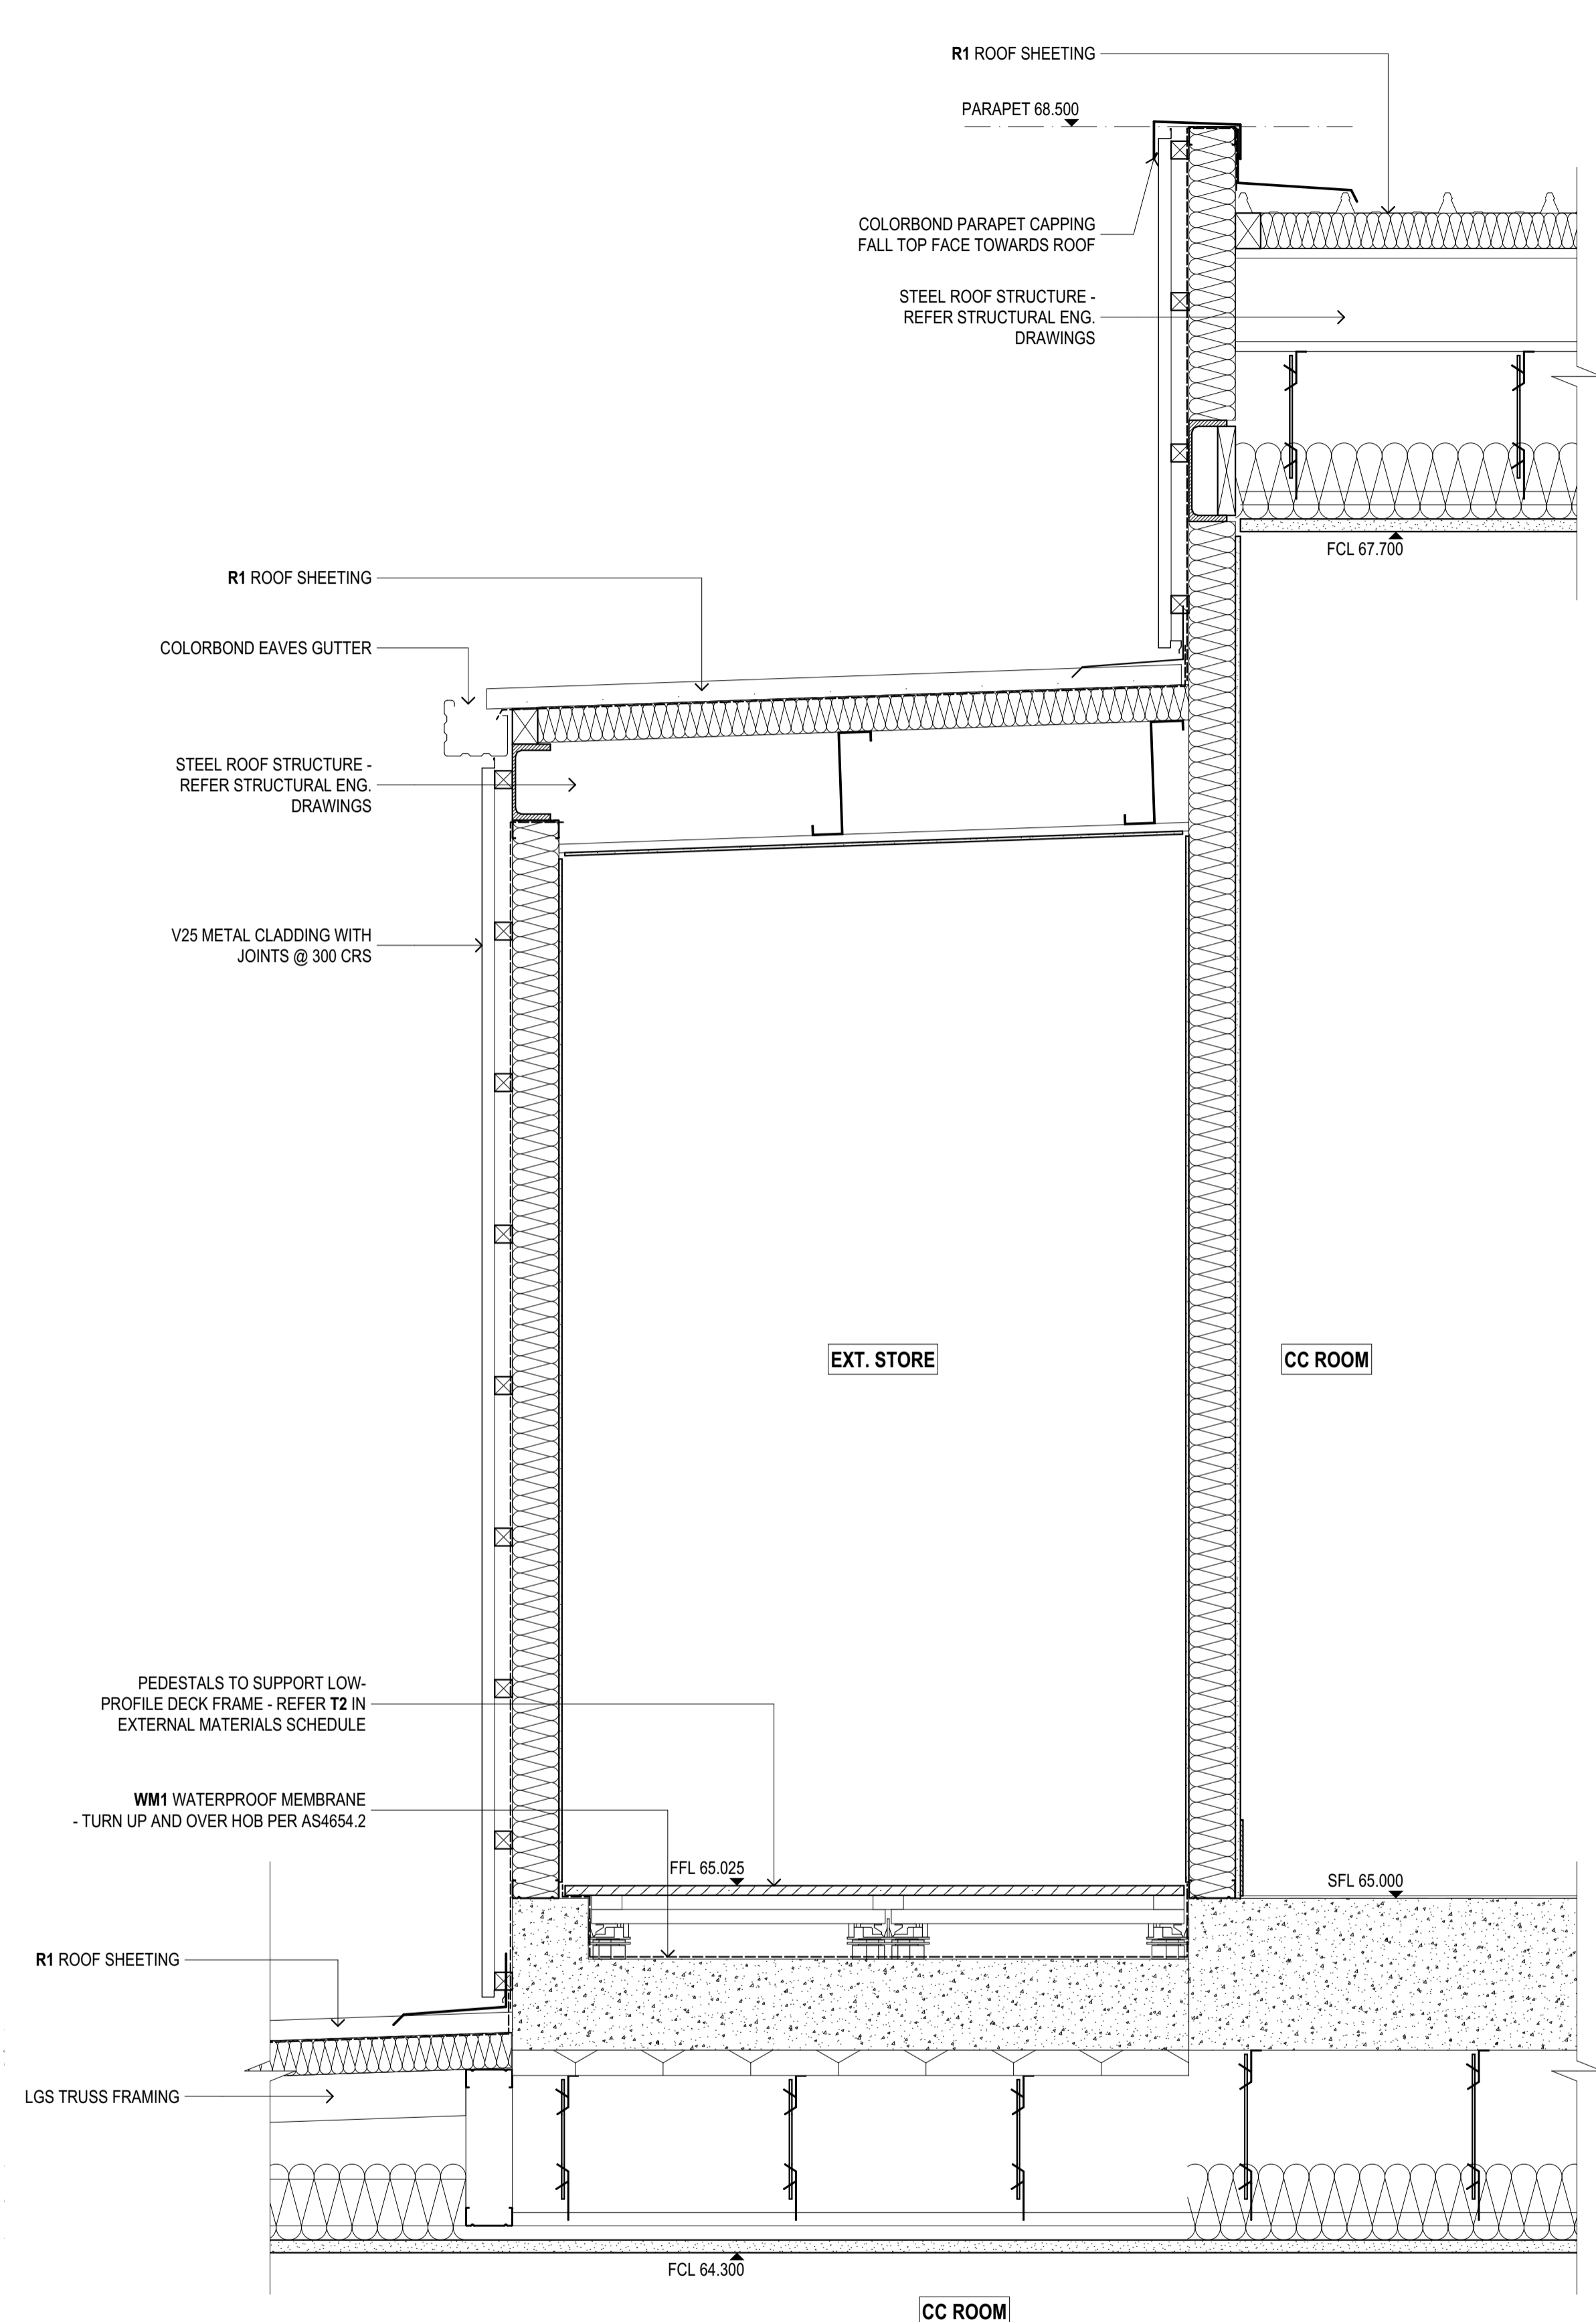 R1 ROOF SHEETING
PARAPET 68.500
COLORBOND PARAPET CAPPING
FALL TOP FACE TOWARDS ROOF
STEEL ROOF STRUCTURE -
REFER STRUCTURAL ENG.
DRAWINGS
FCL 67.700
R1 ROOF SHEETING
COLORBOND EAVES GUTTER
STEEL ROOF STRUCTURE -
REFER STRUCTURAL ENG.
DRAWINGS
V25 METAL CLADDING WITH
JOINTS @ 300 CRS
EXT. STORE
CC ROOM
PEDESTALS TO SUPPORT LOW-
PROFILE DECK FRAME - REFER T2 IN
EXTERNAL MATERIALS SCHEDULE
WM1 WATERPROOF MEMBRANE
- TURN UP AND OVER HOB PER AS4654.2
FFL 65.025
SFL 65.000
R1 ROOF SHEETING
LGS TRUSS FRAMING
FCL 64.300
CC ROOM